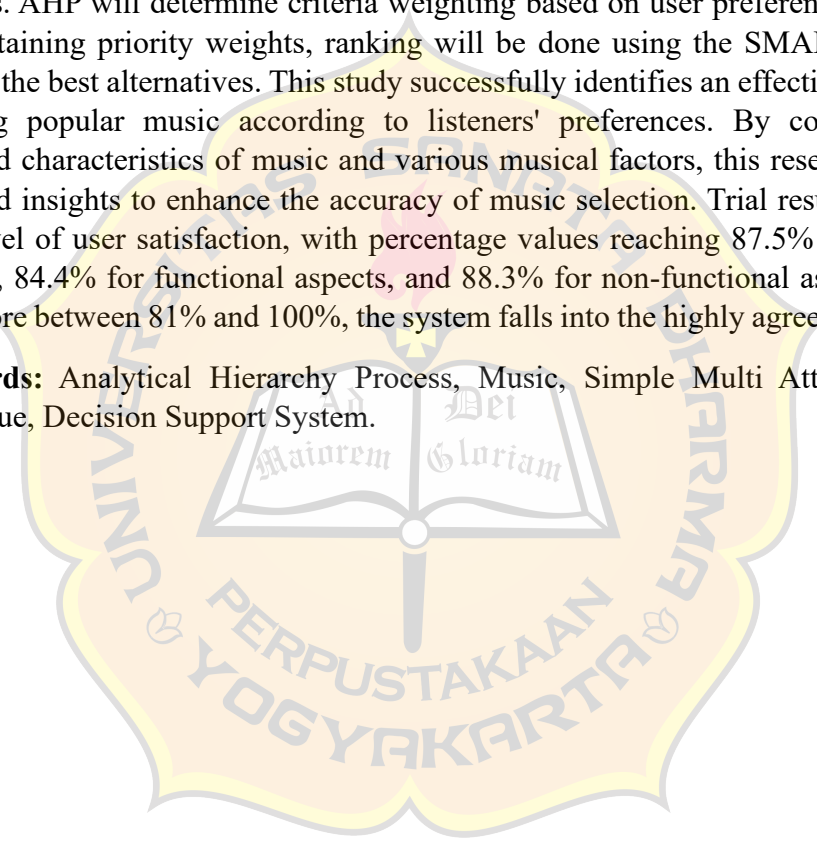 s. AHP will determine criteria weighting based on user preferen
taining priority weights, ranking will be done using the SMA
the best alternatives. This study successfully identifies an effecti
g popular music according to listeners' preferences. By co
d characteristics of music and various musical factors, this rese
d insights to enhance the accuracy of music selection. Trial resu
vel of user satisfaction, with percentage values reaching 87.5%
, 84.4% for functional aspects, and 88.3% for non-functional as
ore between 81% and 100%, the system falls into the highly agree
rds: Analytical Hierarchy Process, Music, Simple Multi Att
ue, Decision Support System.
UNIVERSITAS SANATA DHARMA
Ad Dei
Maiorem Gloriam
PERPUSTAKAAN
YOGYAKARTA